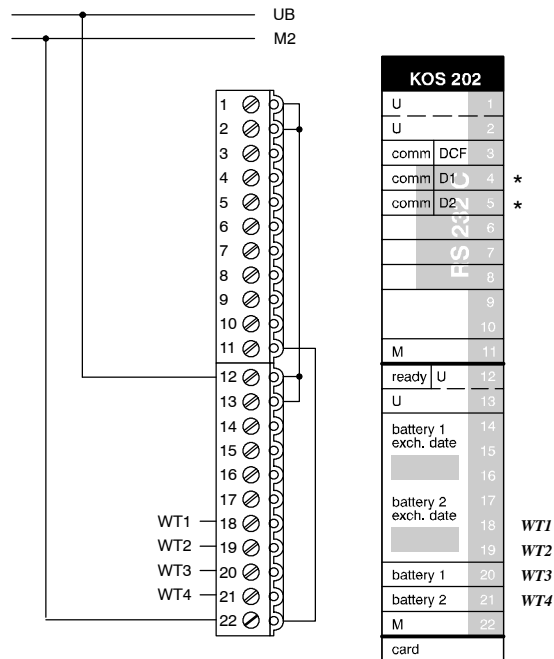 UB
M2
1
2
3
4
5
6
7
8
9
10
11
12
13
14
15
16
17
WT1 18
WT2 19
WT3 20
WT4 21
22
KOS 202
U 1
U 2
comm DCF 3
comm D1 4 *
comm D2 5 *
6
7
8
RS 232 C
9
10
M 11
ready U 12
U 13
battery 1 14
exch. date
15
16
17
battery 2
exch. date
18 WT1
19 WT2
battery 1 20 WT3
battery 2 21 WT4
M 22
card